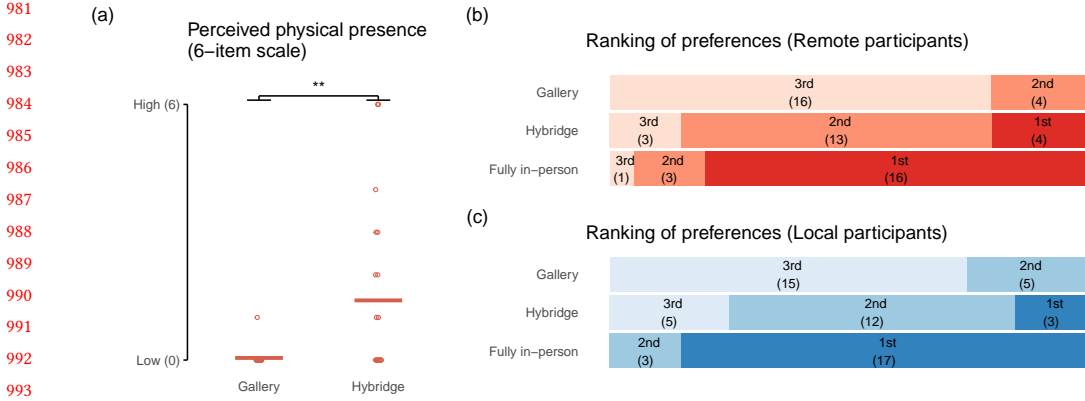 981
982
983
984
985
986
987
988
989
990
991
992
993
(a)
Perceived physical presence
(6−item scale)
**
High (6)
Low (0)
Gallery
Hybridge
(b)
Ranking of preferences (Remote participants)
Gallery
3rd
(16)
2nd
(4)
Hybridge
3rd
(3)
2nd
(13)
1st
(4)
Fully in−person
3rd
(1)
2nd
(3)
1st
(16)
(c)
Ranking of preferences (Local participants)
Gallery
3rd
(15)
2nd
(5)
Hybridge
3rd
(5)
2nd
(12)
1st
(3)
Fully in−person
2nd
(3)
1st
(17)